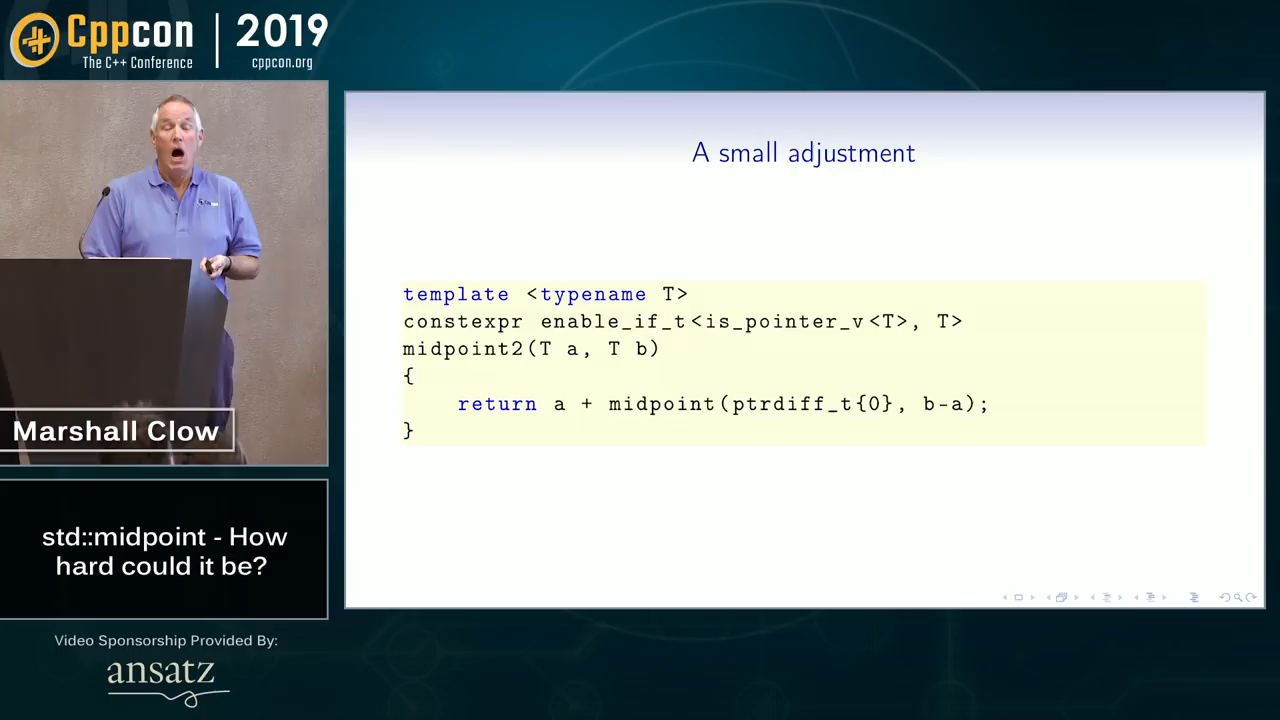 Cppcon
The C++ Conference
2019
cppcon.org
Marshall Clow
std::midpoint - How
hard could it be?
Video Sponsorship Provided By:
ansatz
A small adjustment
template <typename T>
constexpr enable_if_t<is_pointer_v<T>, T>
midpoint2(T a, T b)
{
    return a + midpoint(ptrdiff_t{0}, b-a);
}